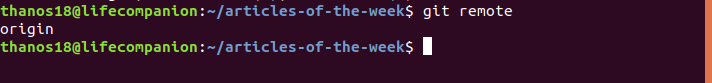 thanos18@lifecompanion:~/articles-of-the-week$ git remote
origin
thanos18@lifecompanion:~/articles-of-the-week$